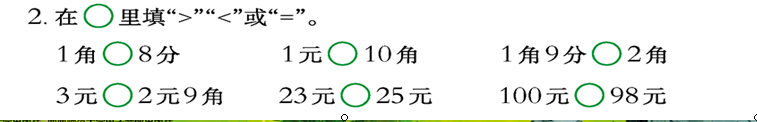 2. 在○里填“>”“<”或“=”。
1角○8分 1元○10角 1角9分○2角
3元○2元9角 23元○25元 100元○98元